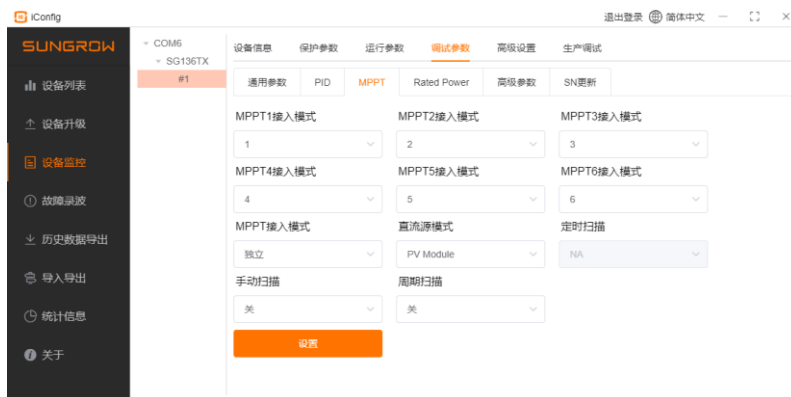 iConfig
退出登录 简体中文
SUNGROW
设备列表
设备升级
设备监控
故障录波
历史数据导出
导入导出
统计信息
关于
COM6
SG136TX
#1
设备信息 保护参数 运行参数 调试参数 高级设置 生产调试
通用参数 PID MPPT Rated Power 高级参数 SN更新
MPPT1接入模式 MPPT2接入模式 MPPT3接入模式
1 2 3
MPPT4接入模式 MPPT5接入模式 MPPT6接入模式
4 5 6
MPPT接入模式 直流源模式 定时扫描
独立 PV Module NA
手动扫描 周期扫描
关 关
设置